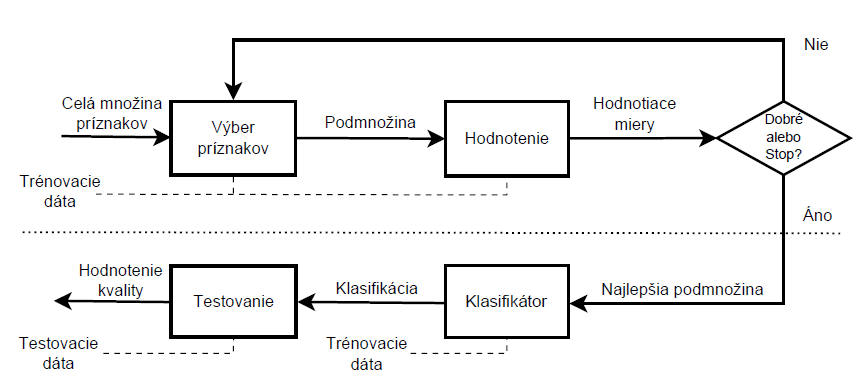 Nie
Celá množina
príznakov
Výber
príznakov
Podmnožina
Hodnotenie
Hodnotiace
miery
Dobré
alebo
Stop?
Trénovacie
dáta
Áno
Hodnotenie
kvality
Testovanie
Klasifikácia
Klasifikátor
Najlepšia podmnožina
Testovacie
dáta
Trénovacie
dáta